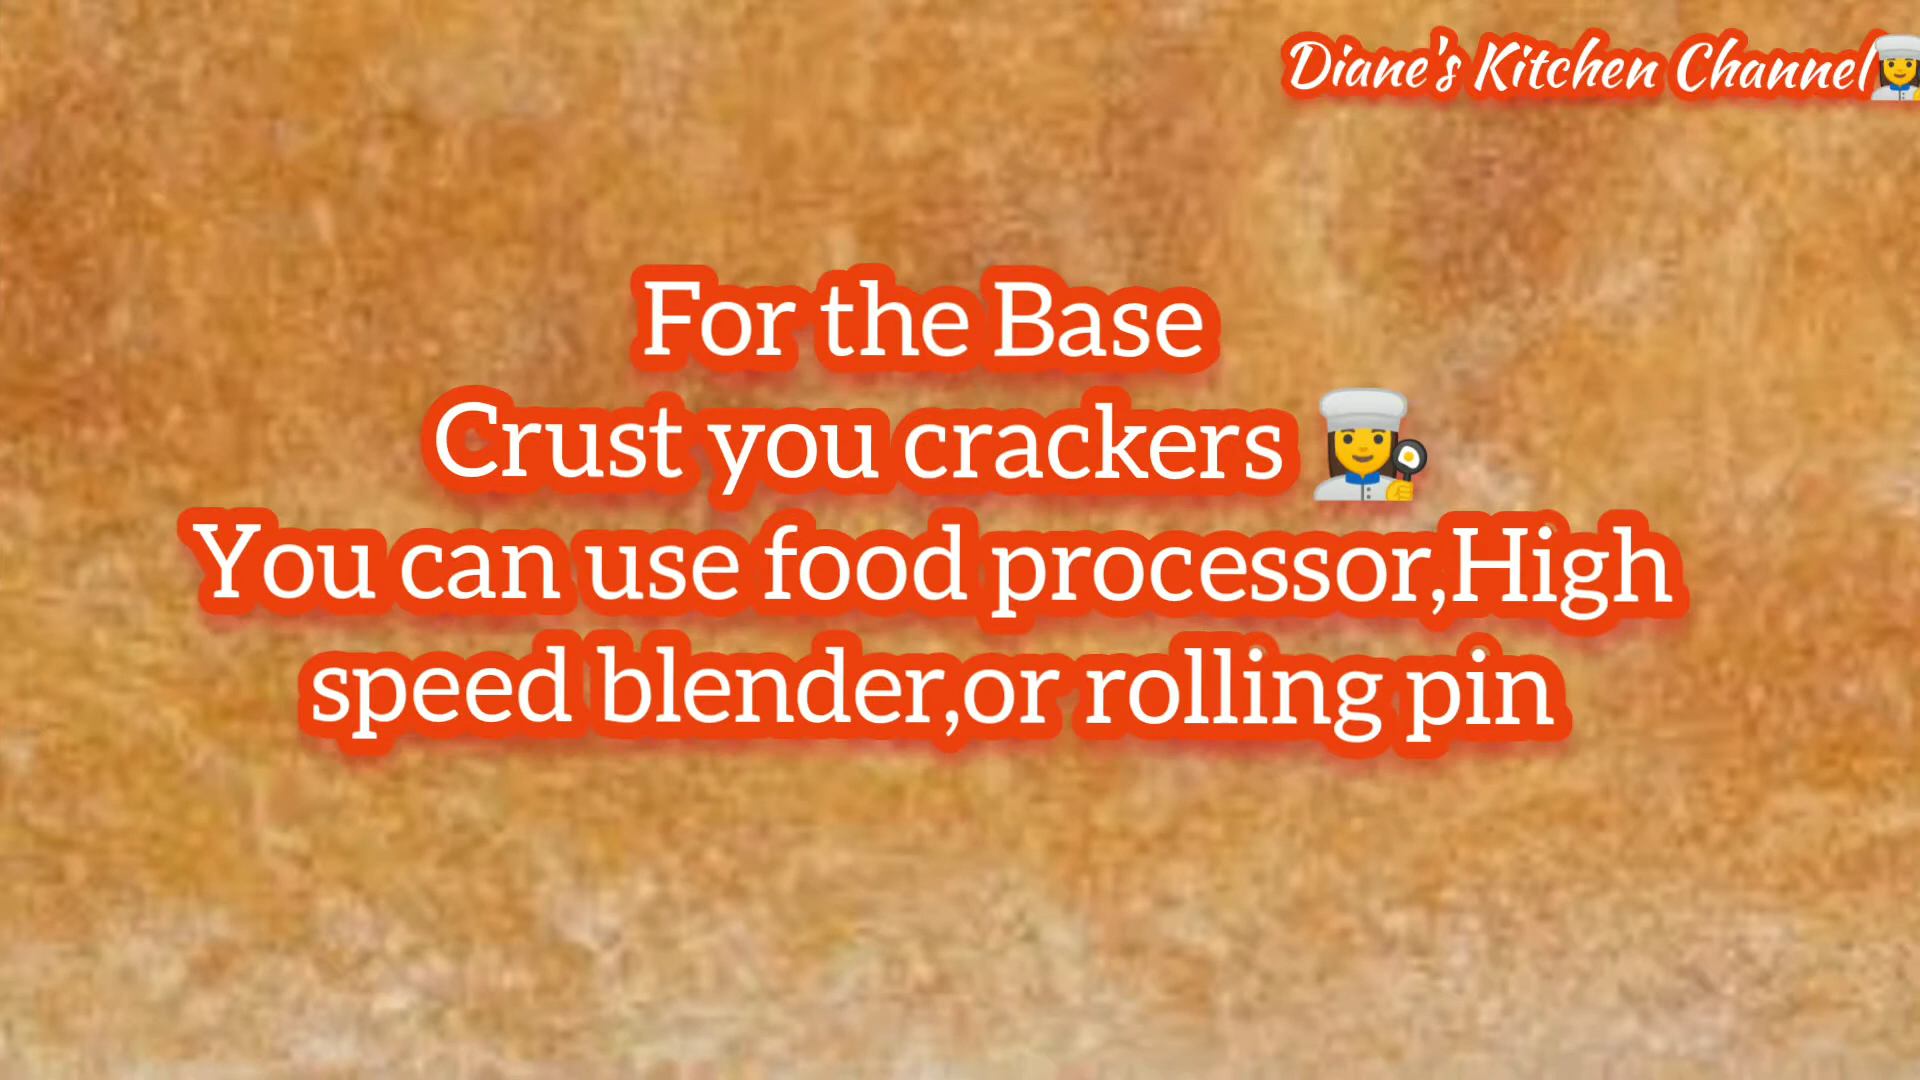 Diane's Kitchen Channel👩‍🍳
For the Base
Crust you crackers 👩‍🍳
You can use food processor,High
speed blender,or rolling pin